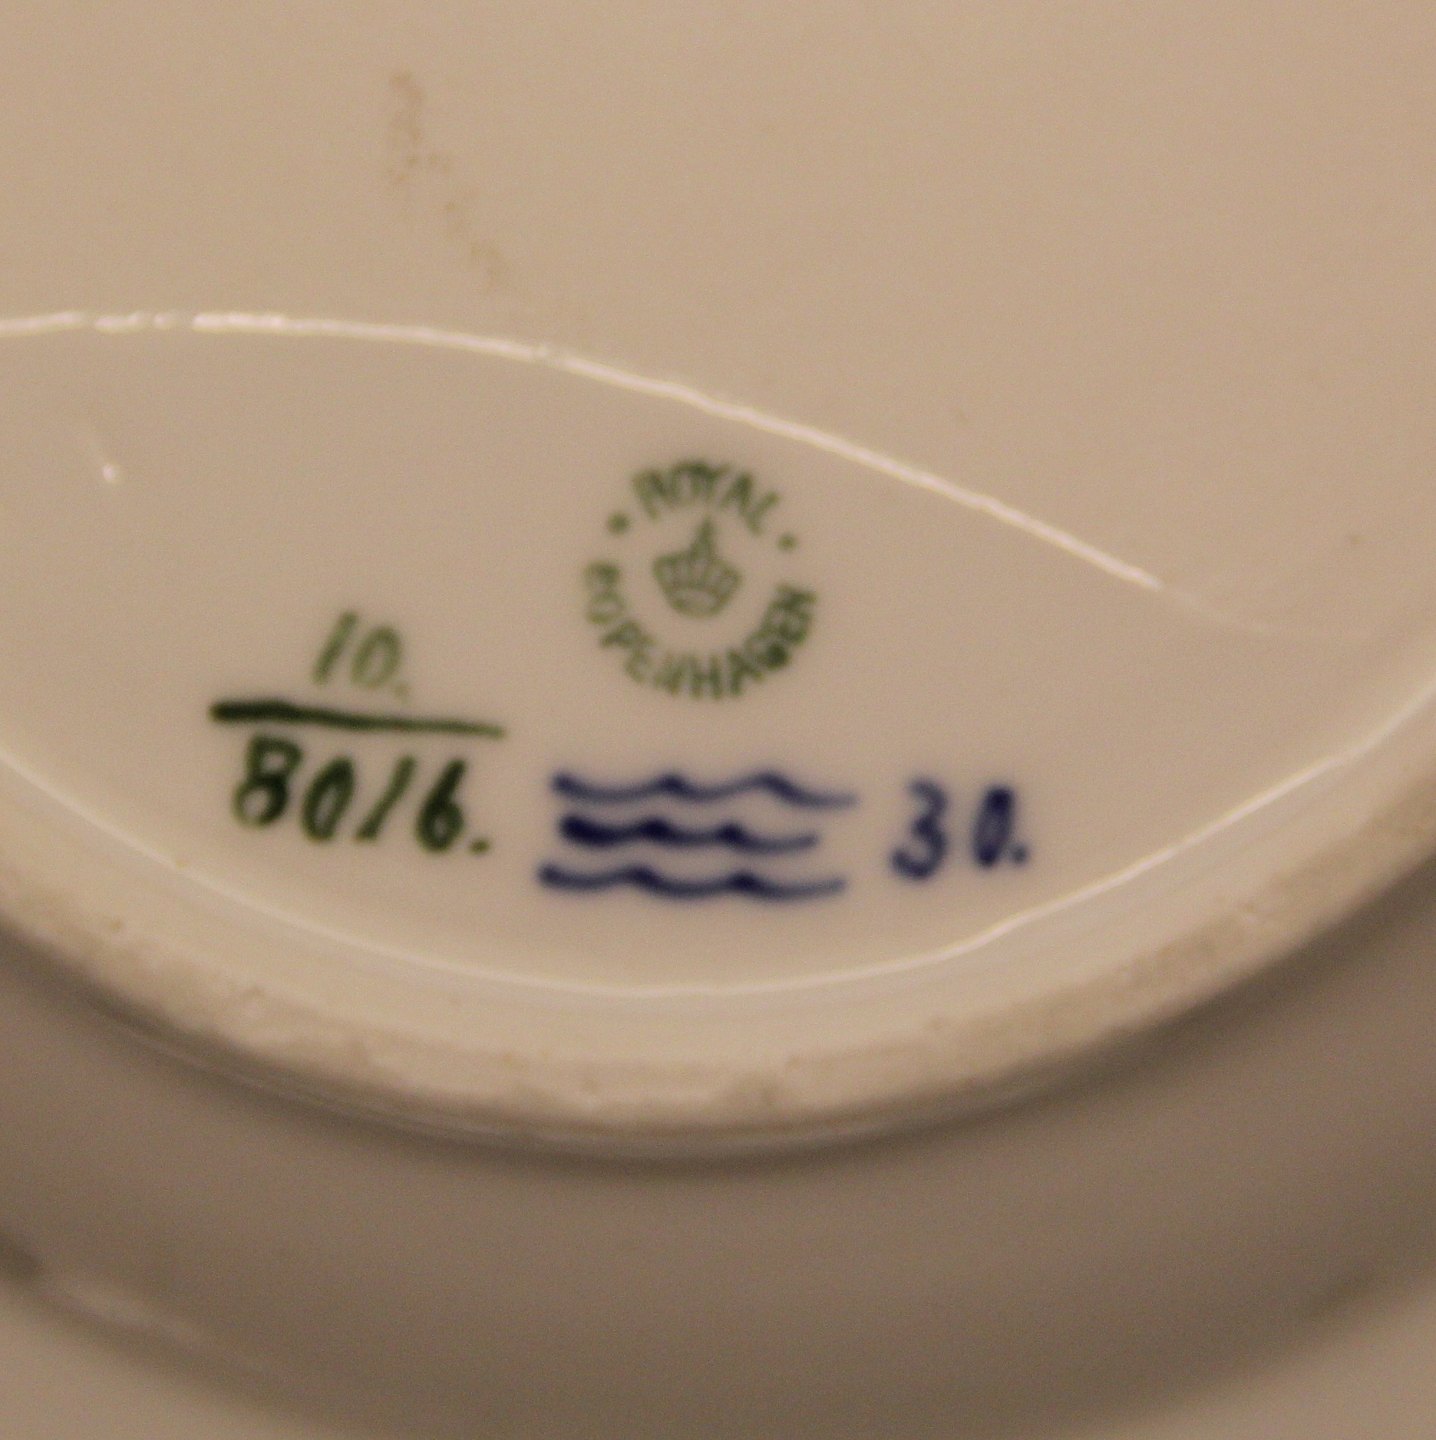 ROYAL
COPENHAGEN
10.
8016.
30.